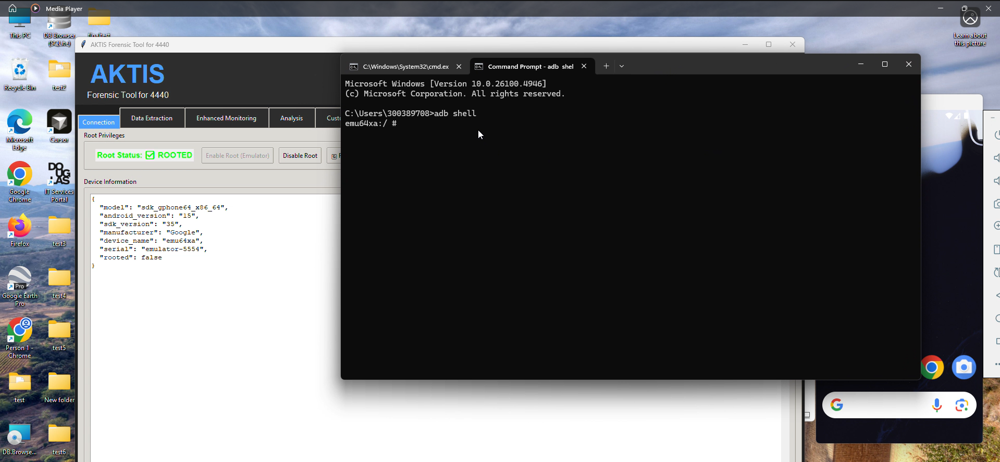 Media Player
This PC
DB Browser
(SQLite)
finaltest
Learn about
this picture
AKTIS Forensic Tool for 4440
AKTIS
Forensic Tool for 4440
C:\Windows\System32\cmd.ex
Command Prompt - adb shel
Microsoft Windows [Version 10.0.26100.4946]
(c) Microsoft Corporation. All rights reserved.
C:\Users\300389708>adb shell
emu64xa:/ #
Recycle Bin
test2
Connection
Data Extraction
Enhanced Monitoring
Analysis
Custo
Root Privileges
Root Status: ☑ ROOTED
Enable Root (Emulator)
Disable Root
Device Information
{
"model": "sdk_gphone64_x86_64",
"android_version": "15",
"sdk_version": "35",
"manufacturer": "Google",
"device_name": "emu64xa",
"serial": "emulator-5554",
"rooted": false
}
Microsoft
Edge
Cursor
Google
Chrome
DOUGLAS
IT Services
Portal
Firefox
test3
Pro
Google Earth
Pro
test4
Person 1 -
Chrome
test5
test
New folder
DB.Browse...
test6